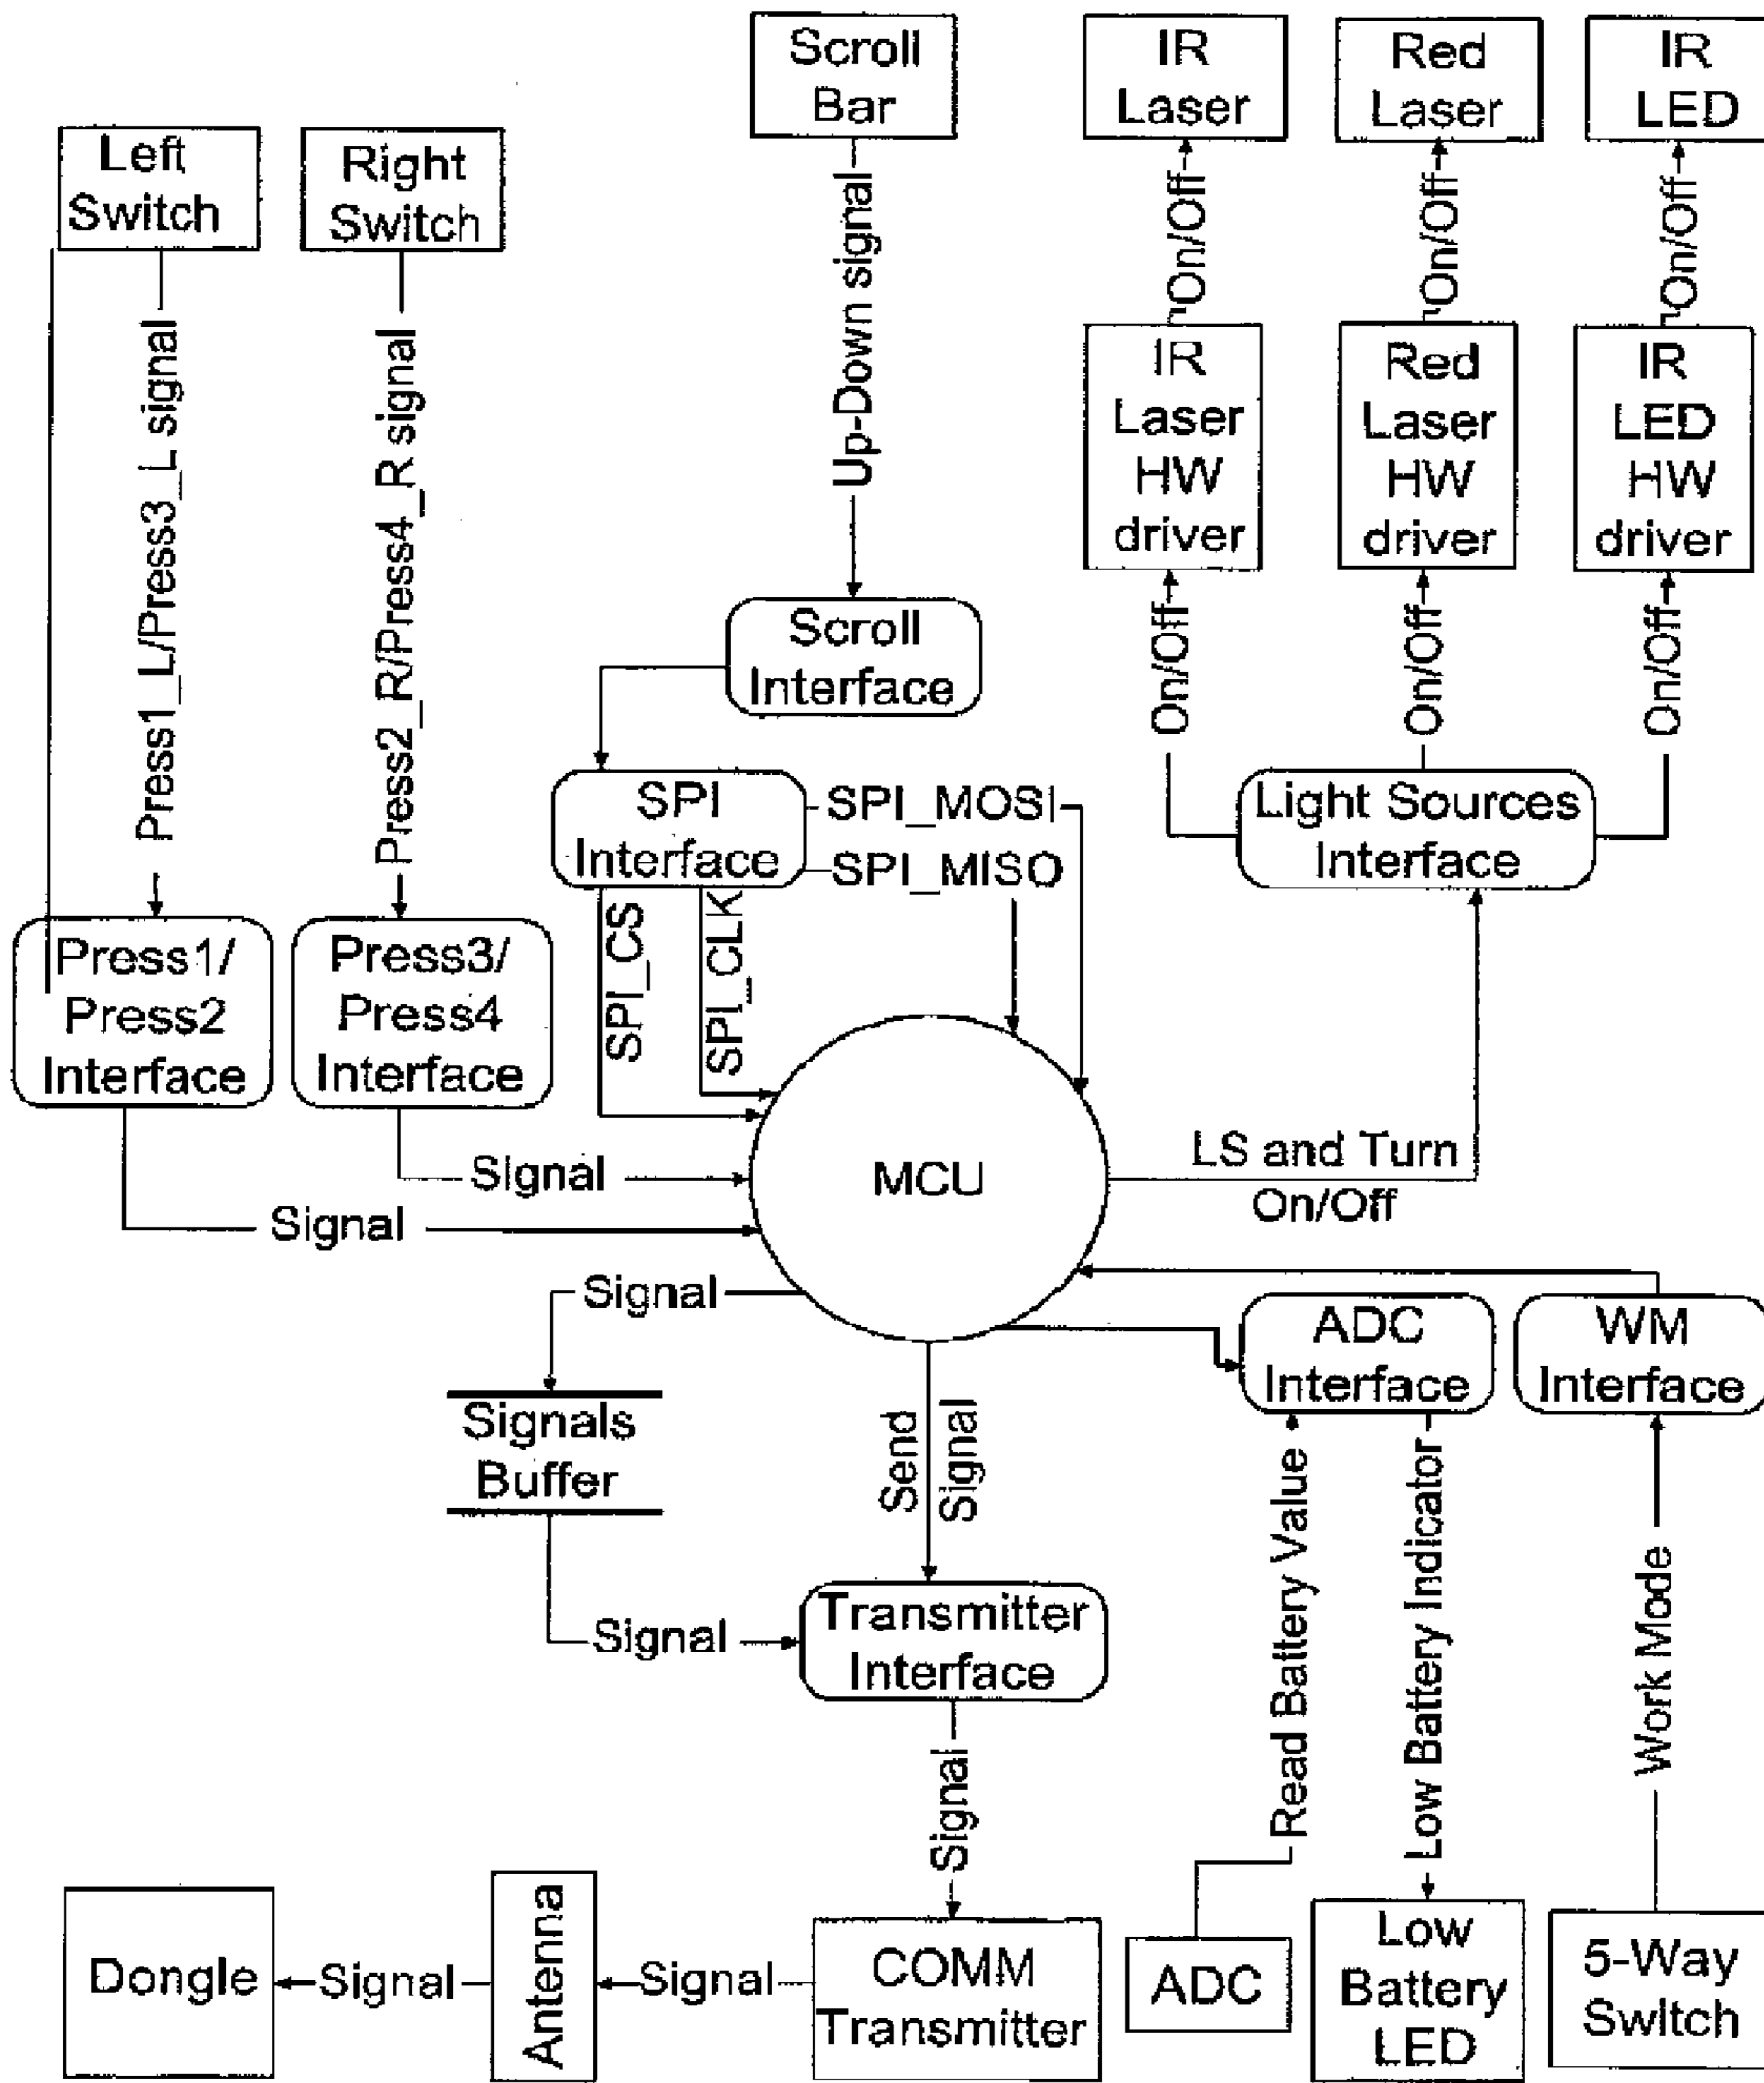 Scroll
Bar
IR
Laser
Red
Laser
IR
LED
Left
Switch
Right
Switch
Press1_L/Press3_L signal
Press2_R/Press4_R signal
Up-Down signal
On/Off
On/Off
On/Off
IR
Laser
HW
driver
Red
Laser
HW
driver
IR
LED
HW
driver
Scroll
Interface
On/Off
On/Off
On/Off
SPI
Interface
SPI_MOSI
SPI_MISO
Light Sources
Interface
SPI_CS
SPI_CLK
Press1/
Press2
Interface
Press3/
Press4
Interface
MCU
LS and Turn
On/Off
Signal
Signal
Signal
ADC
Interface
WM
Interface
Signals
Buffer
Send
Signal
Read Battery Value
Low Battery Indicator
Work Mode
Signal
Transmitter
Interface
Signal
Dongle
Signal
Antenna
Signal
COMM
Transmitter
ADC
Low
Battery
LED
5-Way
Switch